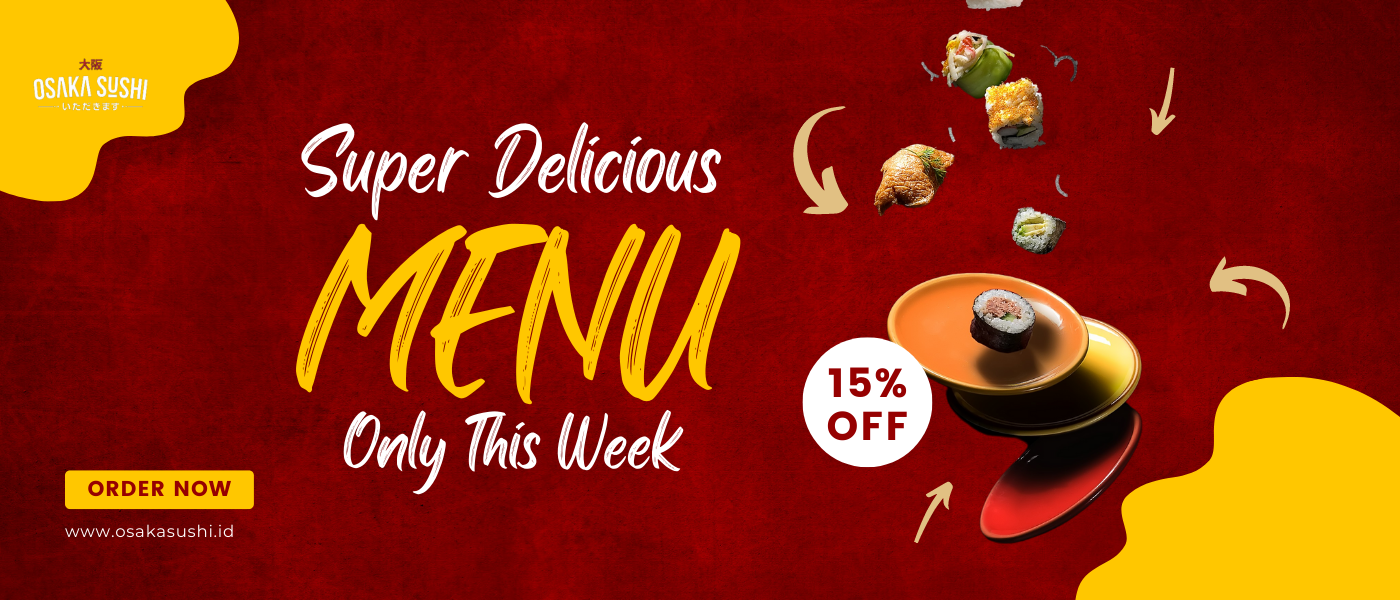 大阪
OSAKA SUSHI
いたたきます
Super Delicious
MENU
Only This Week
15%
OFF
ORDER NOW
www.osakasushi.id